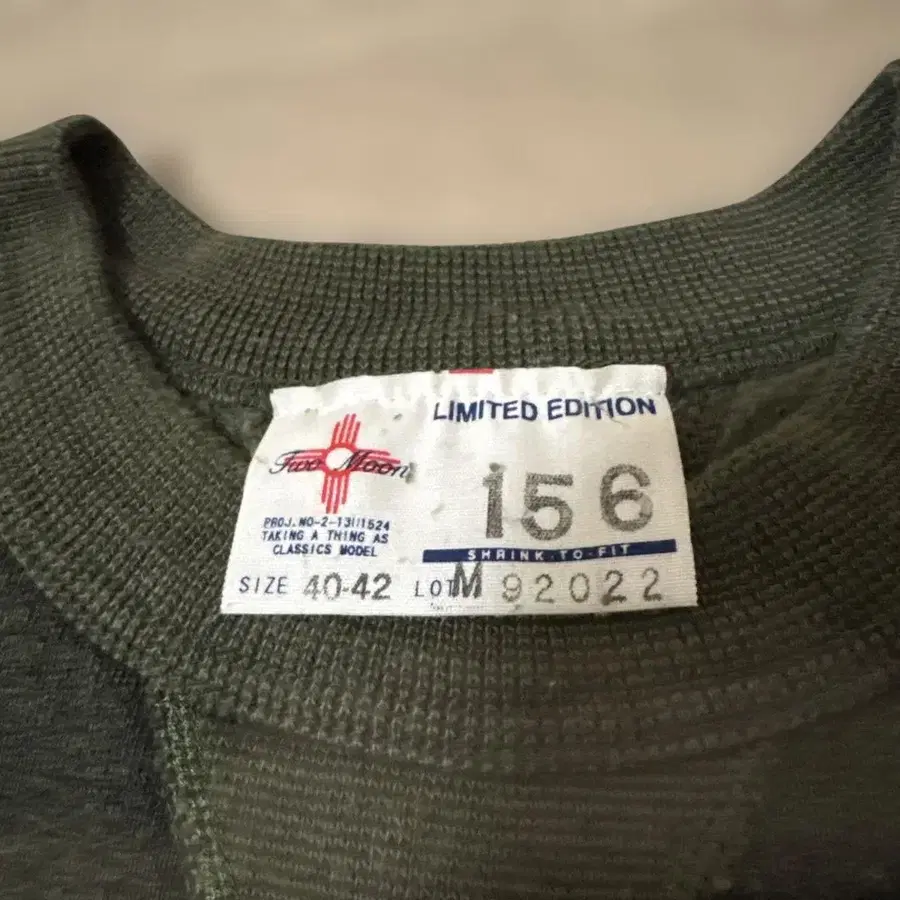 LIMITED EDITION
Two Moon
156
PROJ.NO-2-13111524
TAKING A THING AS
CLASSICS MODEL
SHRINK-TO-FIT
SIZE 40-42 LOT M 92022